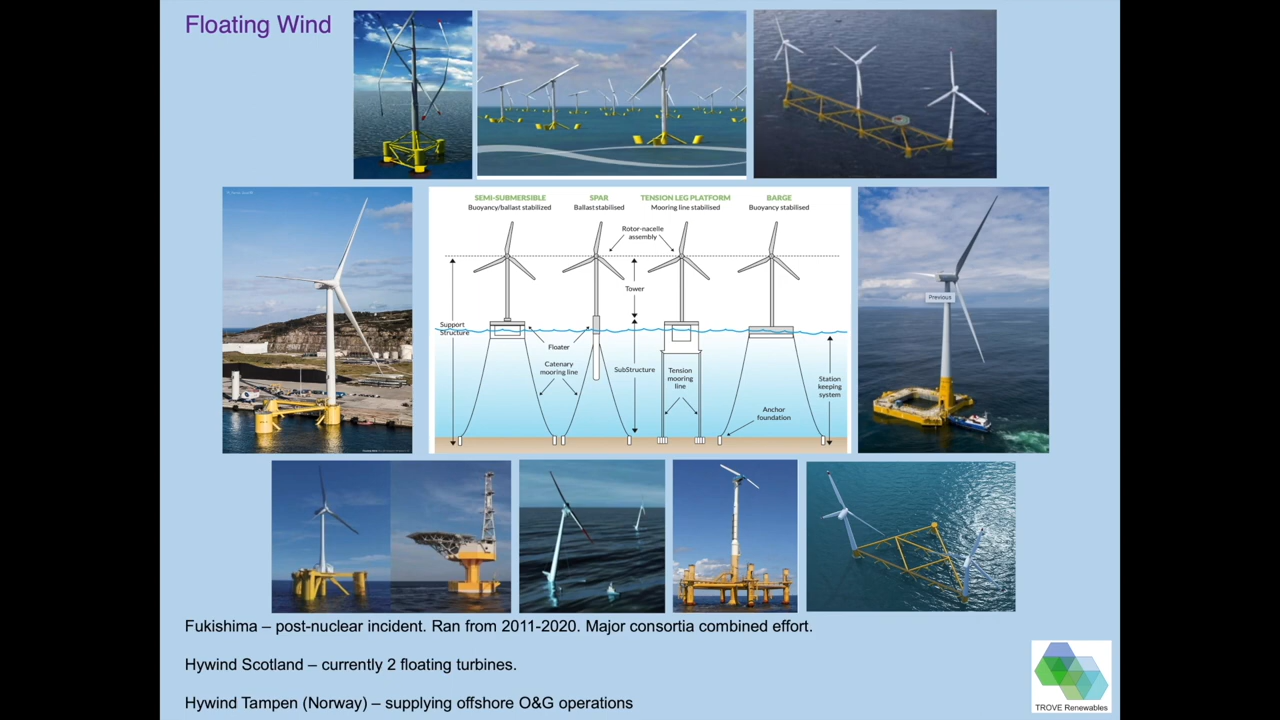 Floating Wind
SEMI-SUBMERSIBLE
Buoyancy/ballast stabilized
SPAR
Ballast stabilised
TENSION LEG PLATFORM
Mooring line stabilised
BARGE
Buoyancy stabilised
Rotor-nacelle
assembly
Tower
Support
Structure
Floater
Catenary
mooring line
SubStructure
Tension
mooring
line
Station
keeping
system
Anchor
foundation
Previous
Fukishima – post-nuclear incident. Ran from 2011-2020. Major consortia combined effort.
Hywind Scotland – currently 2 floating turbines.
Hywind Tampen (Norway) – supplying offshore O&G operations
TROVE Renewables